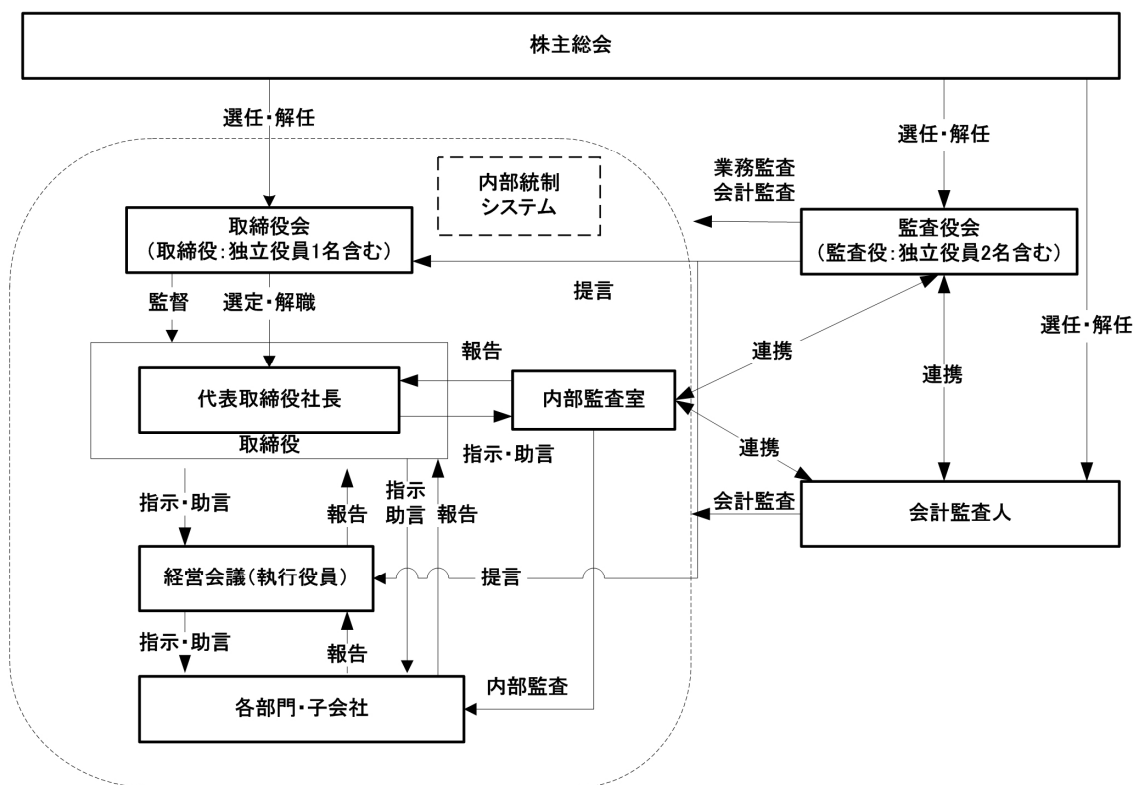 株主総会
選任・解任
選任・解任
業務監査
会計監査
内部統制
システム
取締役会
（取締役：独立役員1名含む）
監査役会
（監査役：独立役員2名含む）
提言
監督
選定・解職
選任・解任
報告
連携
連携
代表取締役社長
内部監査室
取締役
指示・助言
連携
指示・助言
報告
指示
助言
報告
会計監査
会計監査人
経営会議（執行役員）
提言
指示・助言
報告
内部監査
各部門・子会社